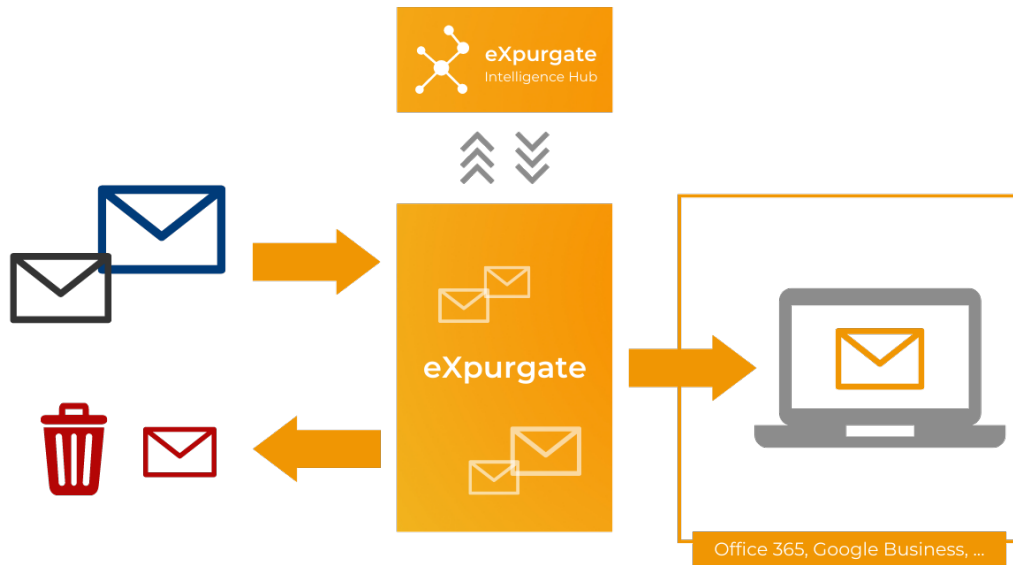 eXpurgate
Intelligence Hub
eXpurgate
Office 365, Google Business, ...